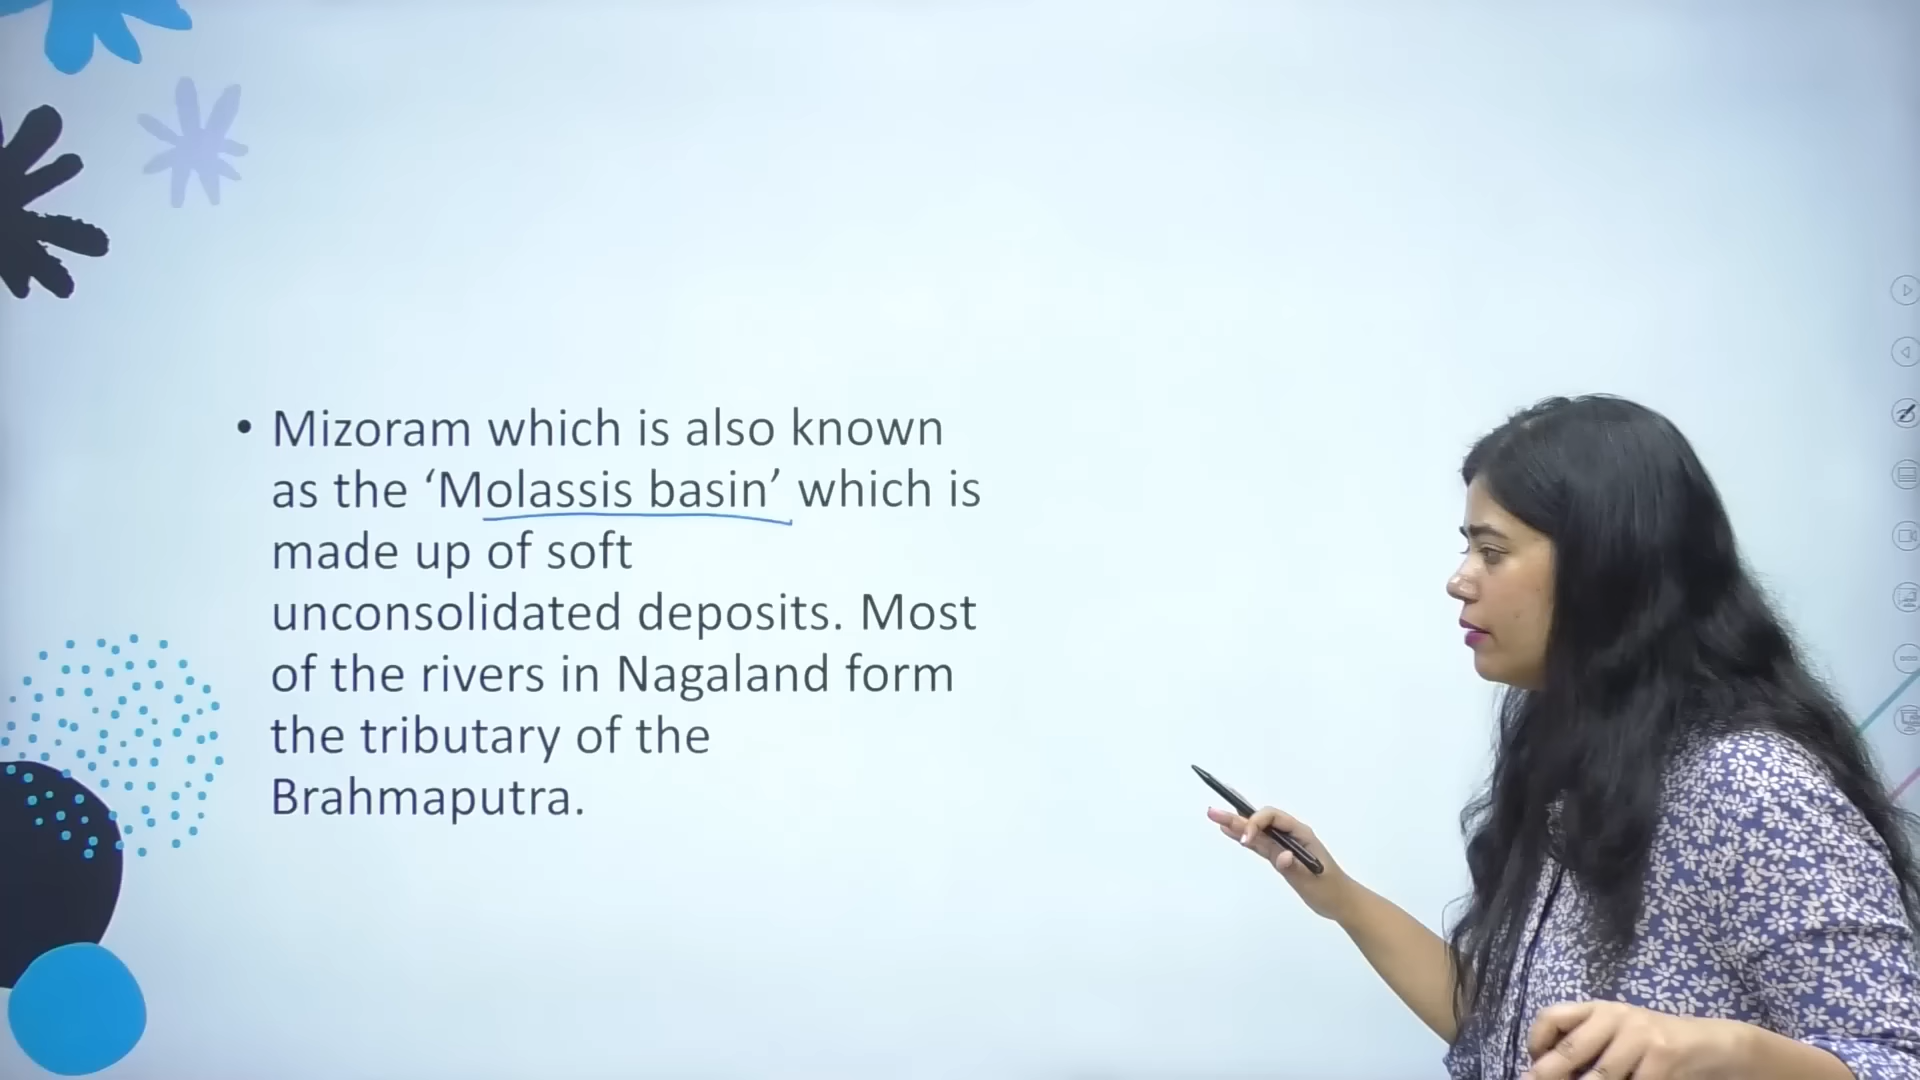 • Mizoram which is also known
as the ‘Molassis basin’ which is
made up of soft
unconsolidated deposits. Most
of the rivers in Nagaland form
the tributary of the
Brahmaputra.